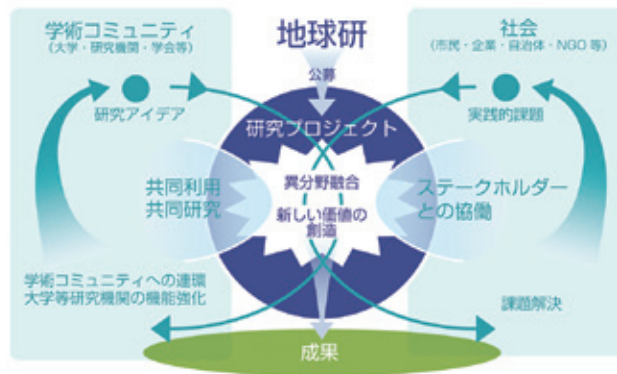 学術コミュニティ
(大学・研究機関・学会等)
研究アイデア
共同利用
共同研究
学術コミュニティへの連環
大学等研究機関の機能強化
地球研
公募
研究プロジェクト
異分野融合
新しい価値の
創造
成果
社会
(市民・企業・自治体・NGO 等)
実践的課題
ステークホルダー
との協働
課題解決